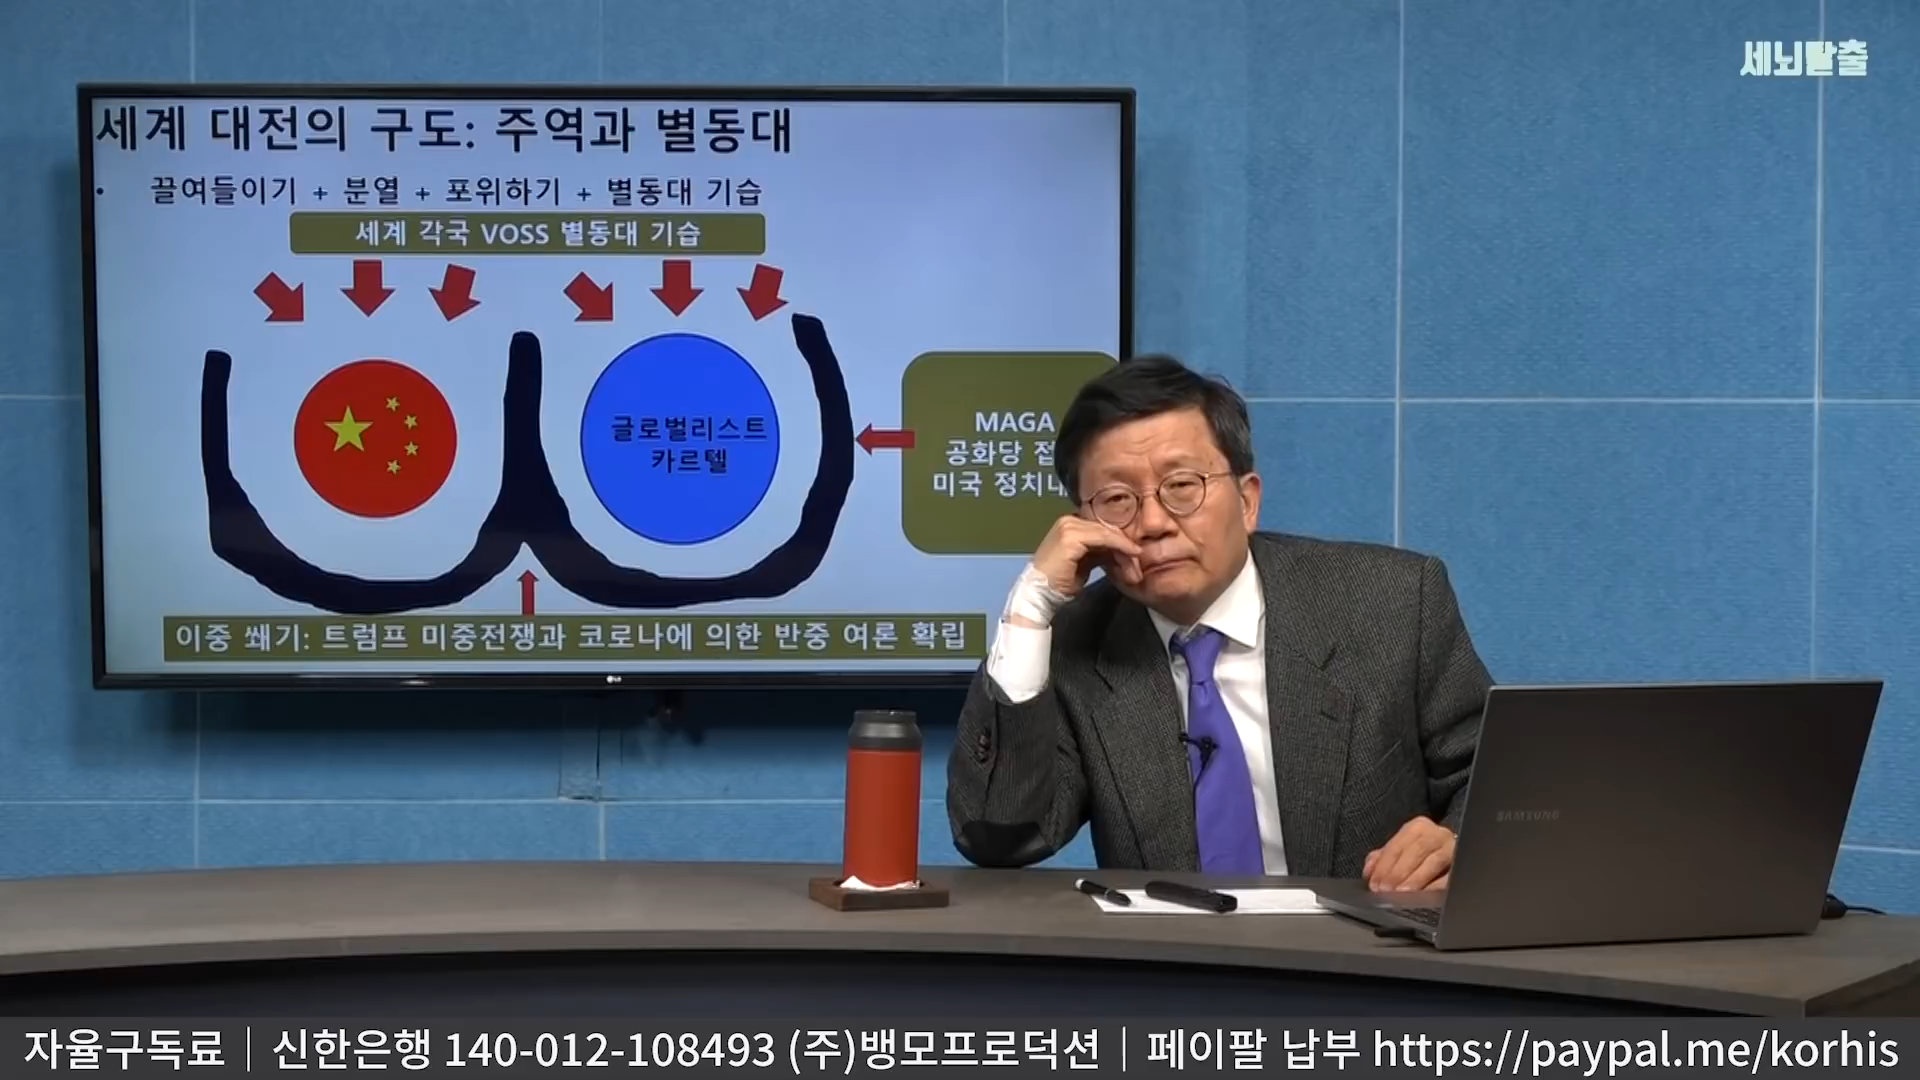 세뇌탈출
세계 대전의 구도: 주역과 별동대
• 끌여들이기 + 분열 + 포위하기 + 별동대 기습
세계 각국 VOSS 별동대 기습
글로벌리스트
카르텔
MAGA
공화당 접
미국 정치내
이중 쐐기: 트럼프 미중전쟁과 코로나에 의한 반중 여론 확립
LG
SAMSUNG
자율구독료｜신한은행 140-012-108493 (주)뱅모프로덕션｜페이팔 납부 https://paypal.me/korhis